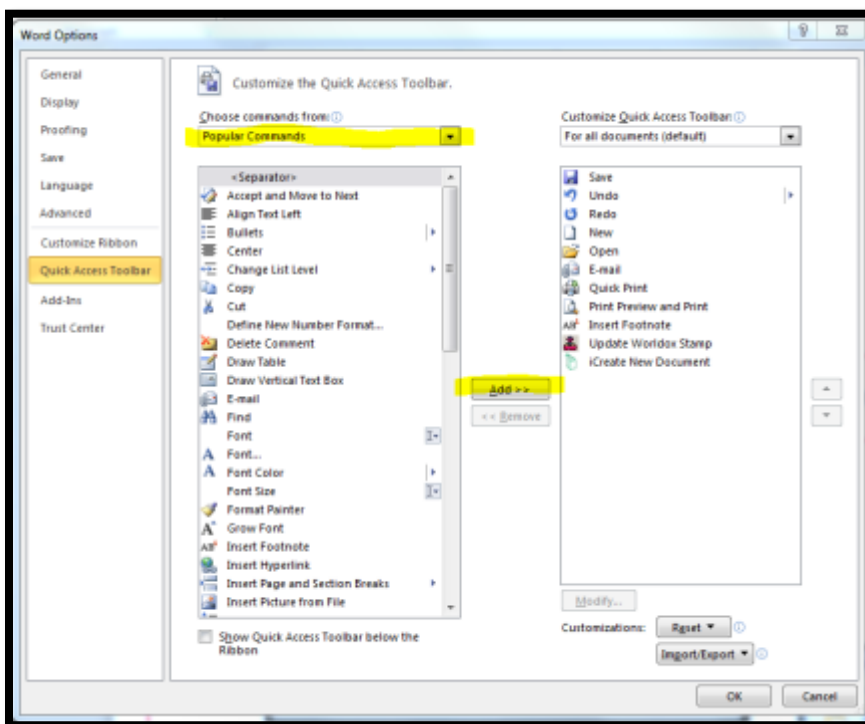 Word Options
General
Display
Proofing
Save
Language
Advanced
Customize Ribbon
Quick Access Toolbar
Add-Ins
Trust Center
Customize the Quick Access Toolbar.
Choose commands from:
Popular Commands
<Separator>
Accept and Move to Next
Align Text Left
Bullets
Center
Change List Level
Copy
Cut
Define New Number Format...
Delete Comment
Draw Table
Draw Vertical Text Box
E-mail
Find
Font
Font...
Font Color
Font Size
Format Painter
Grow Font
Insert Footnote
Insert Hyperlink
Insert Page and Section Breaks
Insert Picture from File
Show Quick Access Toolbar below the
Ribbon
Add >>
<< Remove
Customize Quick Access Toolbar:
For all documents (default)
Save
Undo
Redo
New
Open
E-mail
Quick Print
Print Preview and Print
Insert Footnote
Update Worldox Stamp
iCreate New Document
Modify...
Customizations:
Reset
Import/Export
OK
Cancel